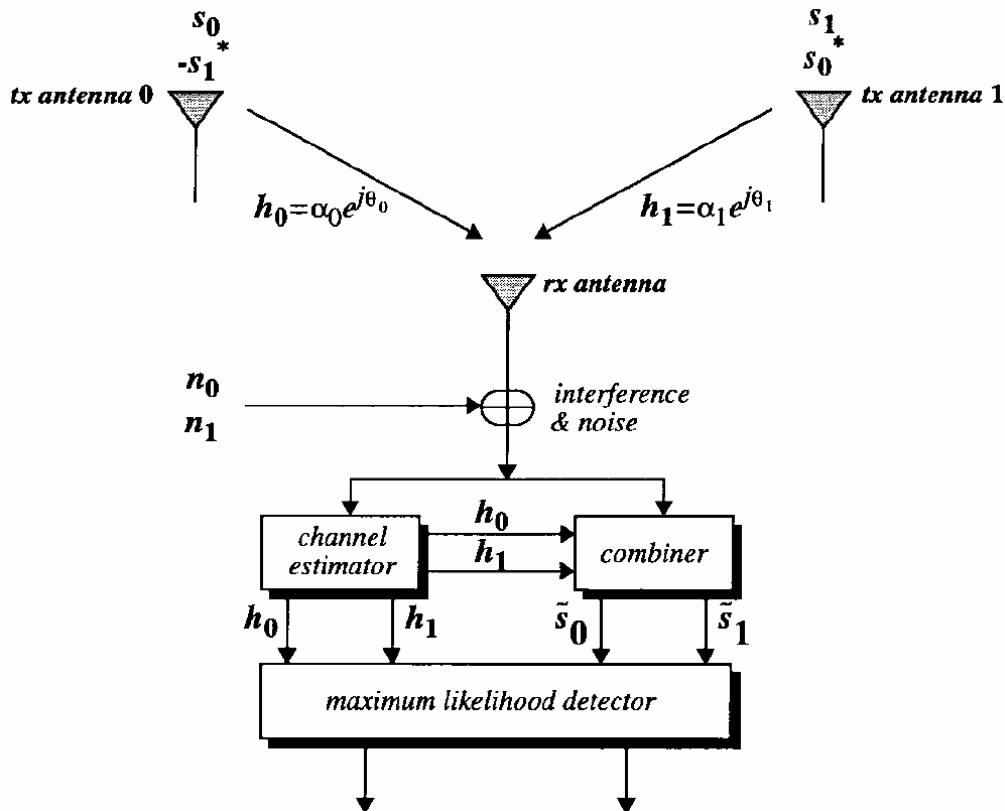 s₀
-s₁*
tx antenna 0
s₁
s₀*
tx antenna 1
h₀=α₀e^{jθ₀}
h₁=α₁e^{jθ₁}
rx antenna
n₀
n₁
interference
& noise
channel
estimator
h₀
h₁
combiner
h₀
h₁
s̃₀
s̃₁
maximum likelihood detector